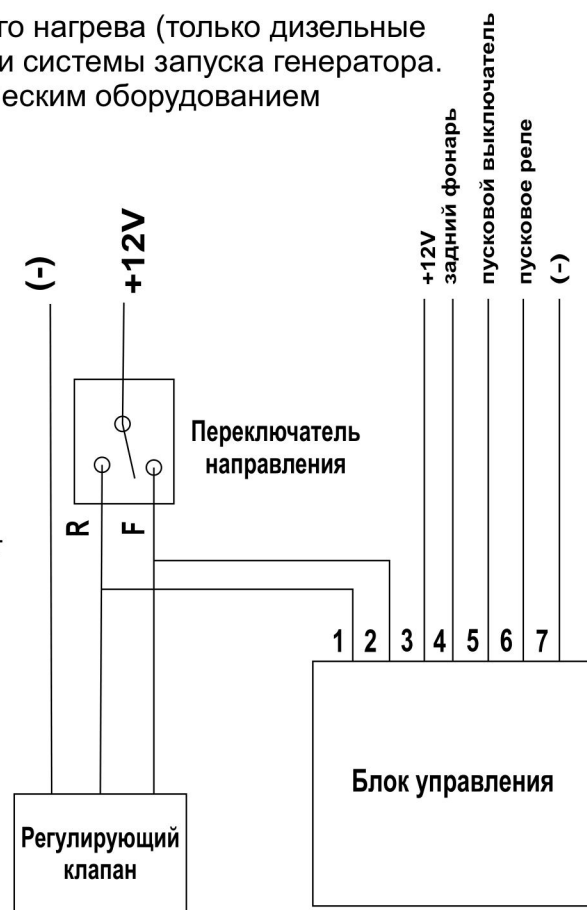 го нагрева (только дизельные
и системы запуска генератора.
еским оборудованием
(-)
+12V
+12V
задний фонарь
пусковой выключатель
пусковое реле
(-)
Переключатель
направления
R
F
1 2 3 4 5 6 7
Блок управления
Регулирующий
клапан